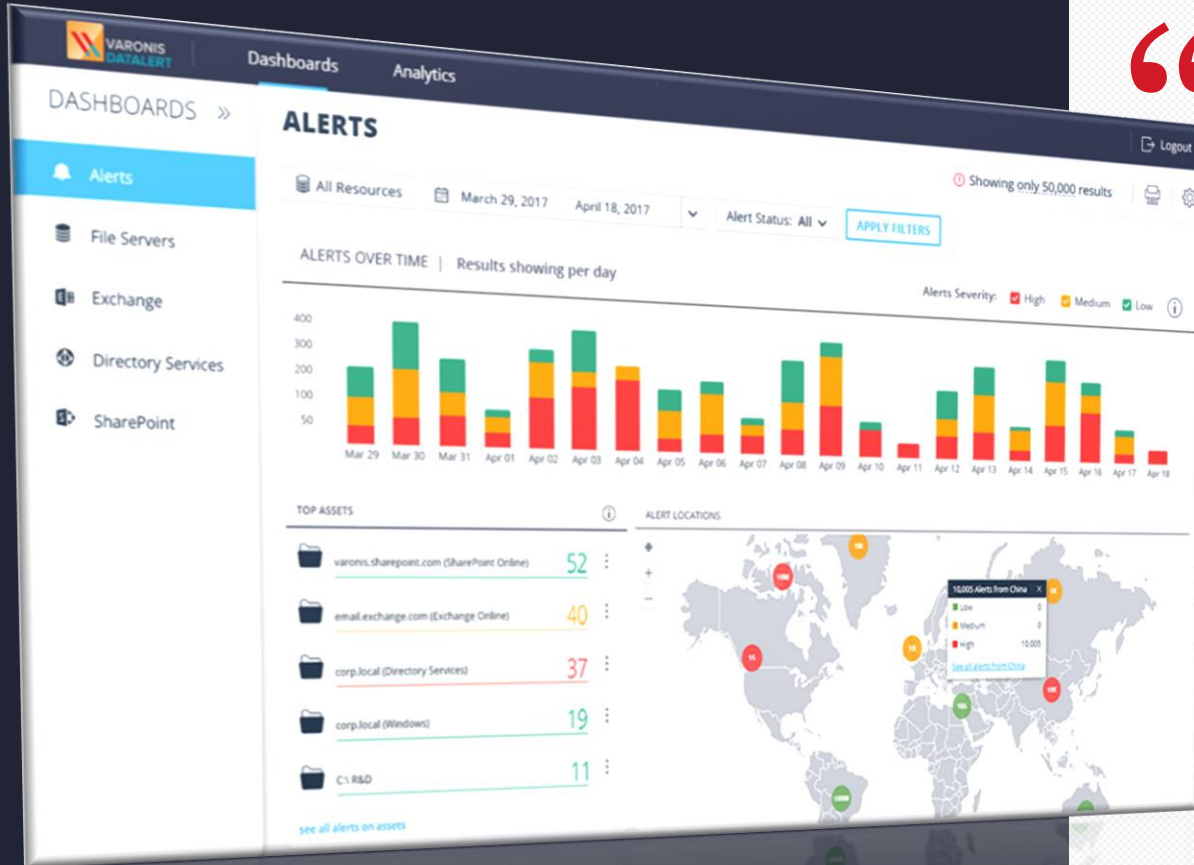 “
VARONIS
DATALERT
Dashboards
Analytics
Logout
DASHBOARDS »
Alerts
File Servers
Exchange
Directory Services
SharePoint
ALERTS
All Resources
March 29, 2017
April 18, 2017
Alert Status: All
APPLY FILTERS
Showing only 50,000 results
ALERTS OVER TIME | Results showing per day
Alerts Severity: High Medium Low
400
300
200
100
50
Mar 29 Mar 30 Mar 31 Apr 01 Apr 02 Apr 03 Apr 04 Apr 05 Apr 06 Apr 07 Apr 08 Apr 09 Apr 10 Apr 11 Apr 12 Apr 13 Apr 14 Apr 15 Apr 16 Apr 17 Apr 18
TOP ASSETS
varonis.sharepoint.com (SharePoint Online) 52
email.exchange.com (Exchange Online) 40
corp.local (Directory Services) 37
corp.local (Windows) 19
C:\ R&D 11
see all alerts on assets
ALERT LOCATIONS
10,005 Alerts from China X
Low 0
Medium 0
High 10,005
See all alerts from China
10K